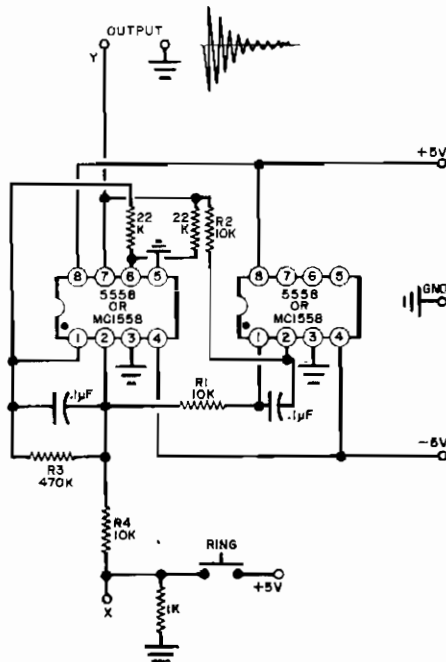 OUTPUT
Y
+5V
22
K
22
K
R2
10K
8
7
6
5
8
7
6
5
5558
OR
MC1558
5558
OR
MC1558
GND
1
2
3
4
1
2
3
4
.1µF
R1
10K
.1µF
R3
470K
-5V
R4
10K
RING
X
1K
+5V